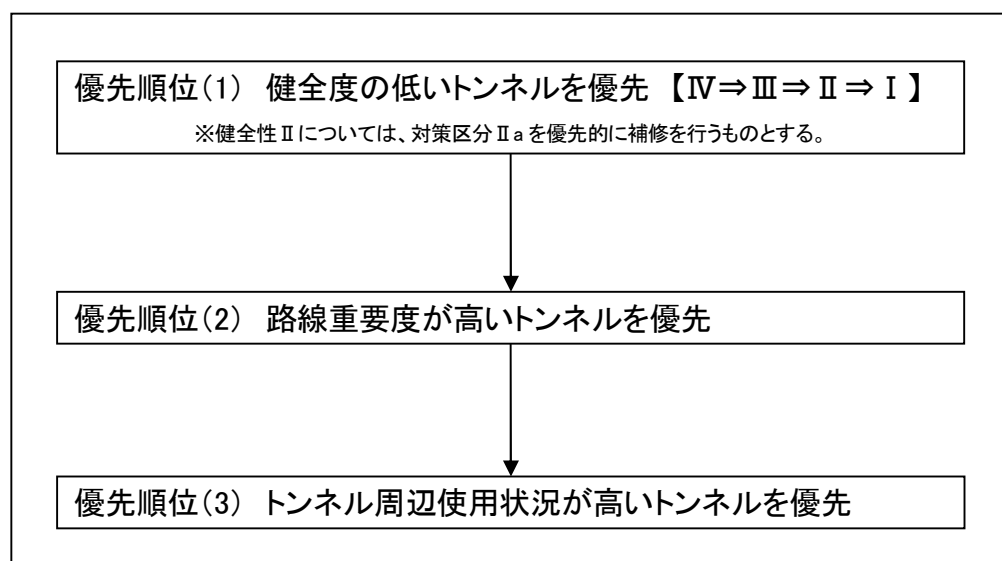 優先順位(1)　健全度の低いトンネルを優先 【Ⅳ⇒Ⅲ⇒Ⅱ⇒Ⅰ】
※健全性Ⅱについては、対策区分Ⅱaを優先的に補修を行うものとする。
優先順位(2)　路線重要度が高いトンネルを優先
優先順位(3)　トンネル周辺使用状況が高いトンネルを優先